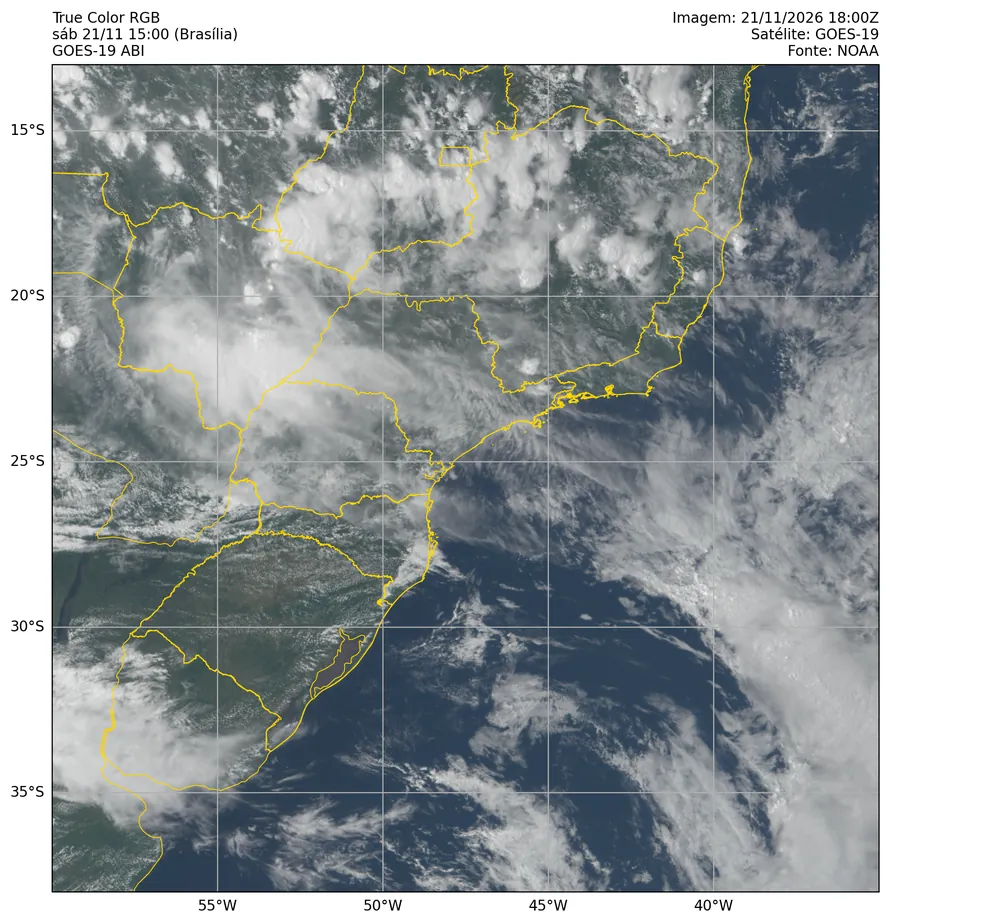 True Color RGB
sáb 21/11 15:00 (Brasília)
GOES-19 ABI
Imagem: 21/11/2026 18:00Z
Satélite: GOES-19
Fonte: NOAA
15°S
20°S
25°S
30°S
35°S
55°W 50°W 45°W 40°W